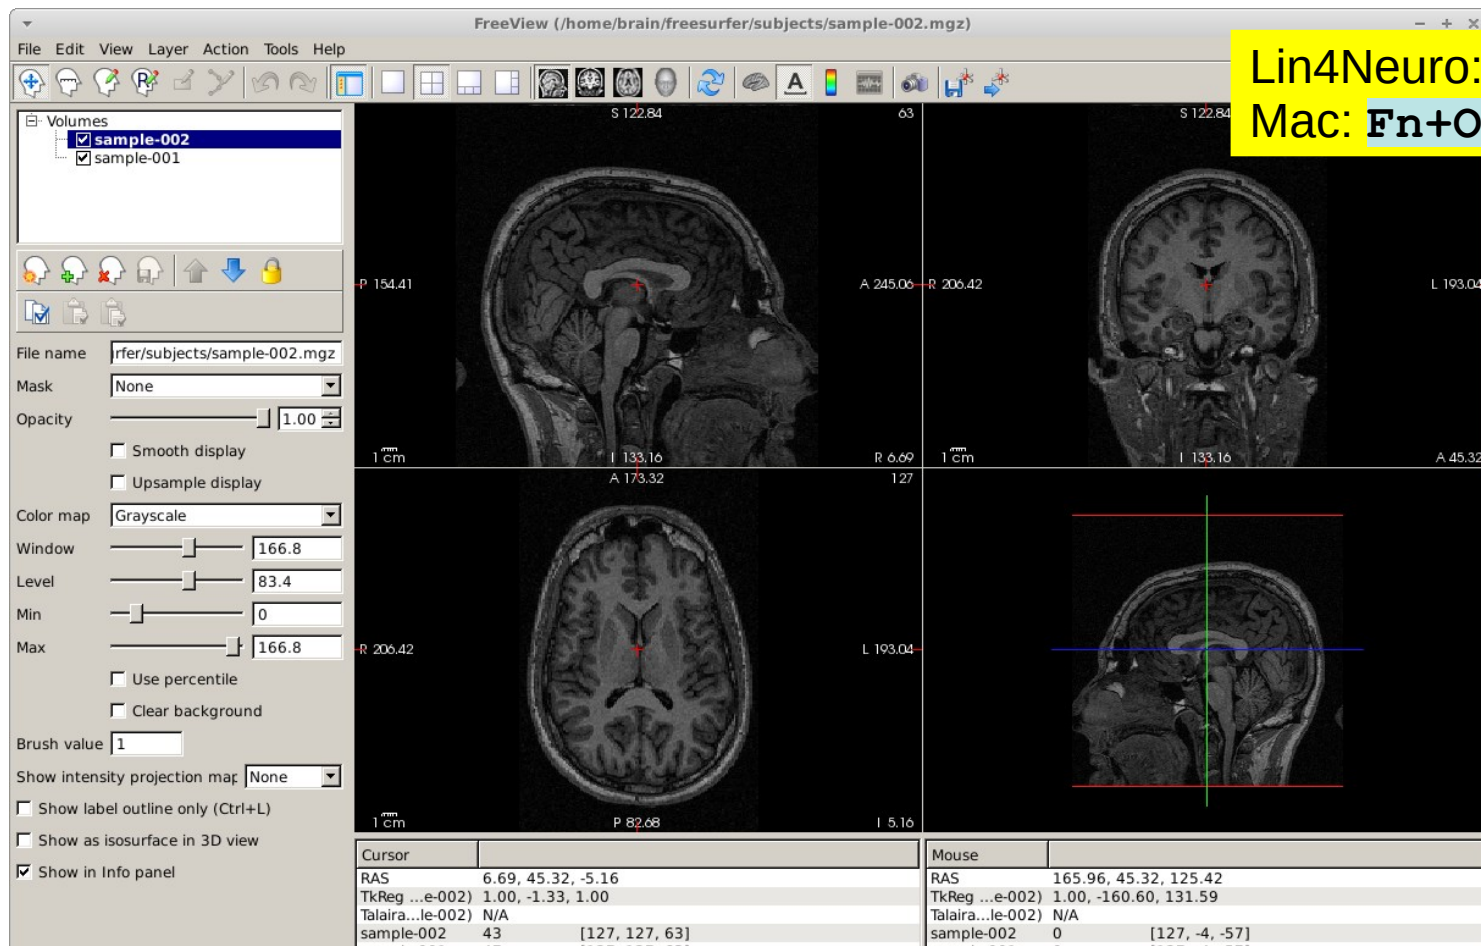 FreeView (/home/brain/freesurfer/subjects/sample-002.mgz)
File Edit View Layer Action Tools Help
Lin4Neuro:
Mac: Fn+O
Volumes
sample-002
sample-001
File name rfer/subjects/sample-002.mgz
Mask None
Opacity 1.00
Smooth display
Upsample display
Color map Grayscale
Window 166.8
Level 83.4
Min 0
Max 166.8
Use percentile
Clear background
Brush value 1
Show intensity projection map None
Show label outline only (Ctrl+L)
Show as isosurface in 3D view
Show in Info panel
S 122.84 63
P 154.41 A 245.06
1 cm I 133.16 R 6.69
S 122.84
R 206.42 L 193.04
1 cm I 133.16 A 45.32
A 173.32 127
R 206.42 L 193.04
1 cm P 82.68 I 5.16
Cursor
RAS 6.69, 45.32, -5.16
TkReg ...e-002) 1.00, -1.33, 1.00
Talaira...le-002) N/A
sample-002 43 [127, 127, 63]
Mouse
RAS 165.96, 45.32, 125.42
TkReg ...e-002) 1.00, -160.60, 131.59
Talaira...le-002) N/A
sample-002 0 [127, -4, -57]